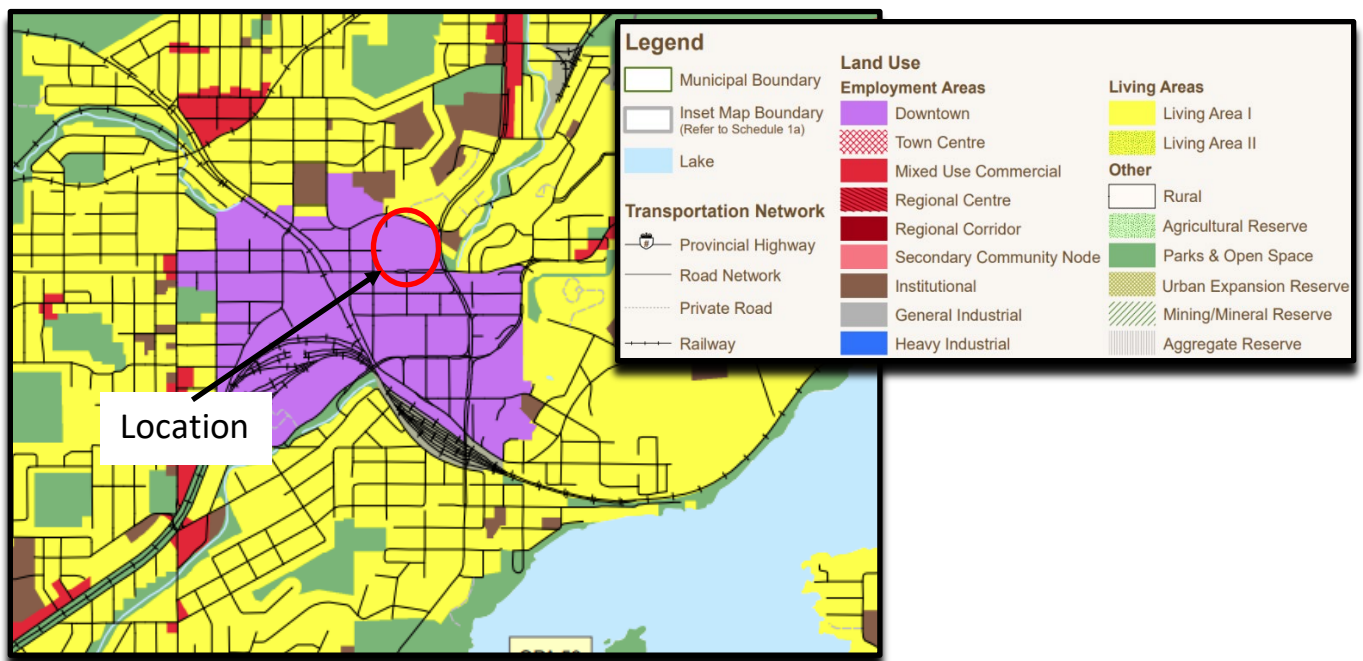 Location
Legend
Municipal Boundary
Inset Map Boundary
(Refer to Schedule 1a)
Lake
Transportation Network
#
Provincial Highway
Road Network
Private Road
Railway
Land Use
Employment Areas
Downtown
Town Centre
Mixed Use Commercial
Regional Centre
Regional Corridor
Secondary Community Node
Institutional
General Industrial
Heavy Industrial
Living Areas
Living Area I
Living Area II
Other
Rural
Agricultural Reserve
Parks & Open Space
Urban Expansion Reserve
Mining/Mineral Reserve
Aggregate Reserve